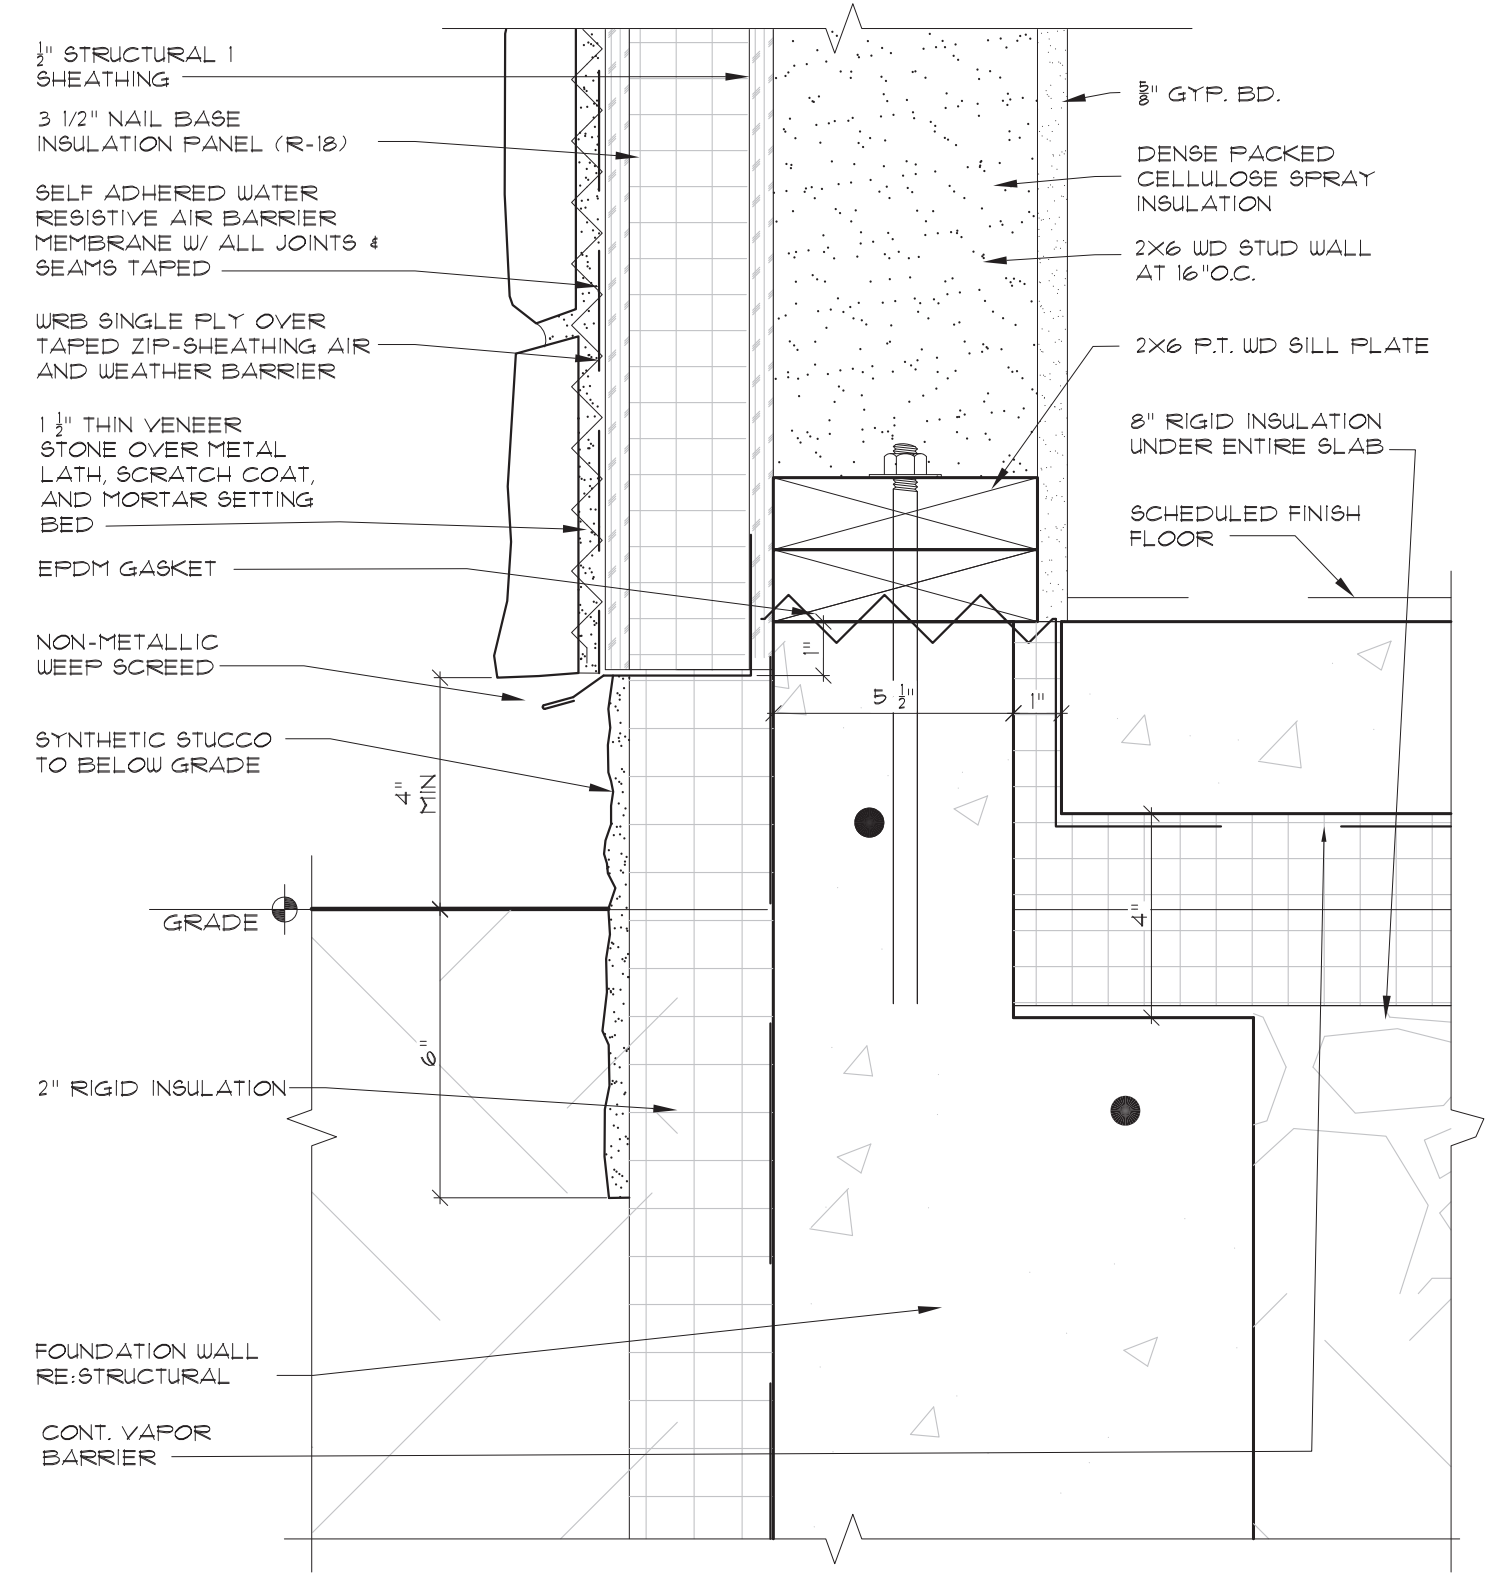 ½" STRUCTURAL 1
SHEATHING
3 1/2" NAIL BASE
INSULATION PANEL (R-18)
SELF ADHERED WATER
RESISTIVE AIR BARRIER
MEMBRANE W/ ALL JOINTS &
SEAMS TAPED
WRB SINGLE PLY OVER
TAPED ZIP-SHEATHING AIR
AND WEATHER BARRIER
1 ½" THIN VENEER
STONE OVER METAL
LATH, SCRATCH COAT,
AND MORTAR SETTING
BED
EPDM GASKET
NON-METALLIC
WEEP SCREED
SYNTHETIC STUCCO
TO BELOW GRADE
4"
MIN
GRADE
6"
2" RIGID INSULATION
FOUNDATION WALL
RE:STRUCTURAL
CONT. VAPOR
BARRIER
1"
5 ½"
1"
4"
⅝" GYP. BD.
DENSE PACKED
CELLULOSE SPRAY
INSULATION
2X6 WD STUD WALL
AT 16"O.C.
2X6 P.T. WD SILL PLATE
8" RIGID INSULATION
UNDER ENTIRE SLAB
SCHEDULED FINISH
FLOOR